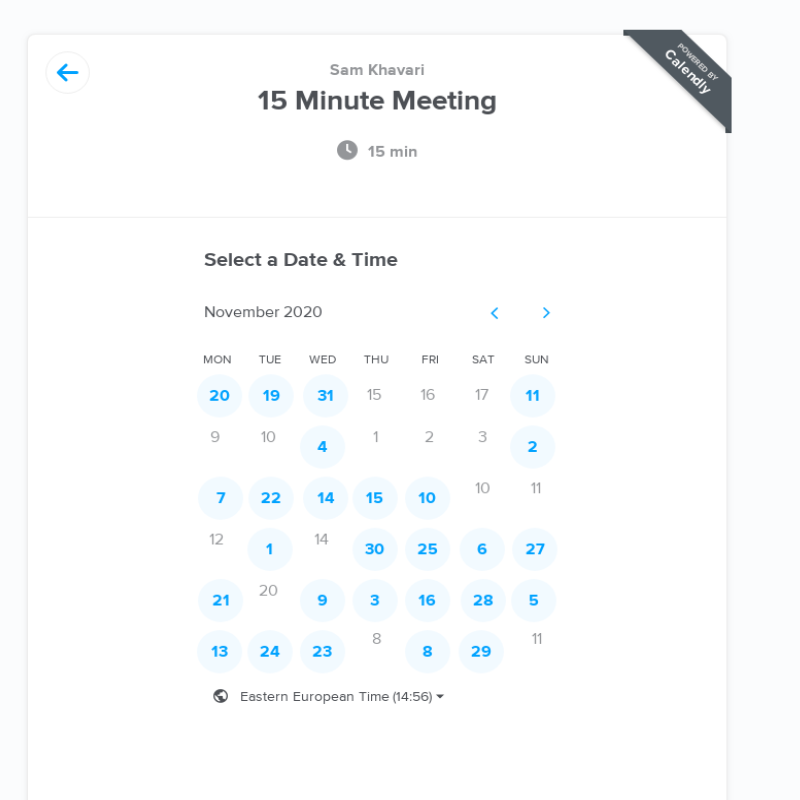 Sam Khavari
POWERED BY
Calendly
15 Minute Meeting
15 min
Select a Date & Time
November 2020
MON TUE WED THU FRI SAT SUN
20 19 31 15 16 17 11
9 10 4 1 2 3 2
7 22 14 15 10 10 11
12 1 14 30 25 6 27
21 20 9 3 16 28 5
13 24 23 8 8 29 11
Eastern European Time (14:56)